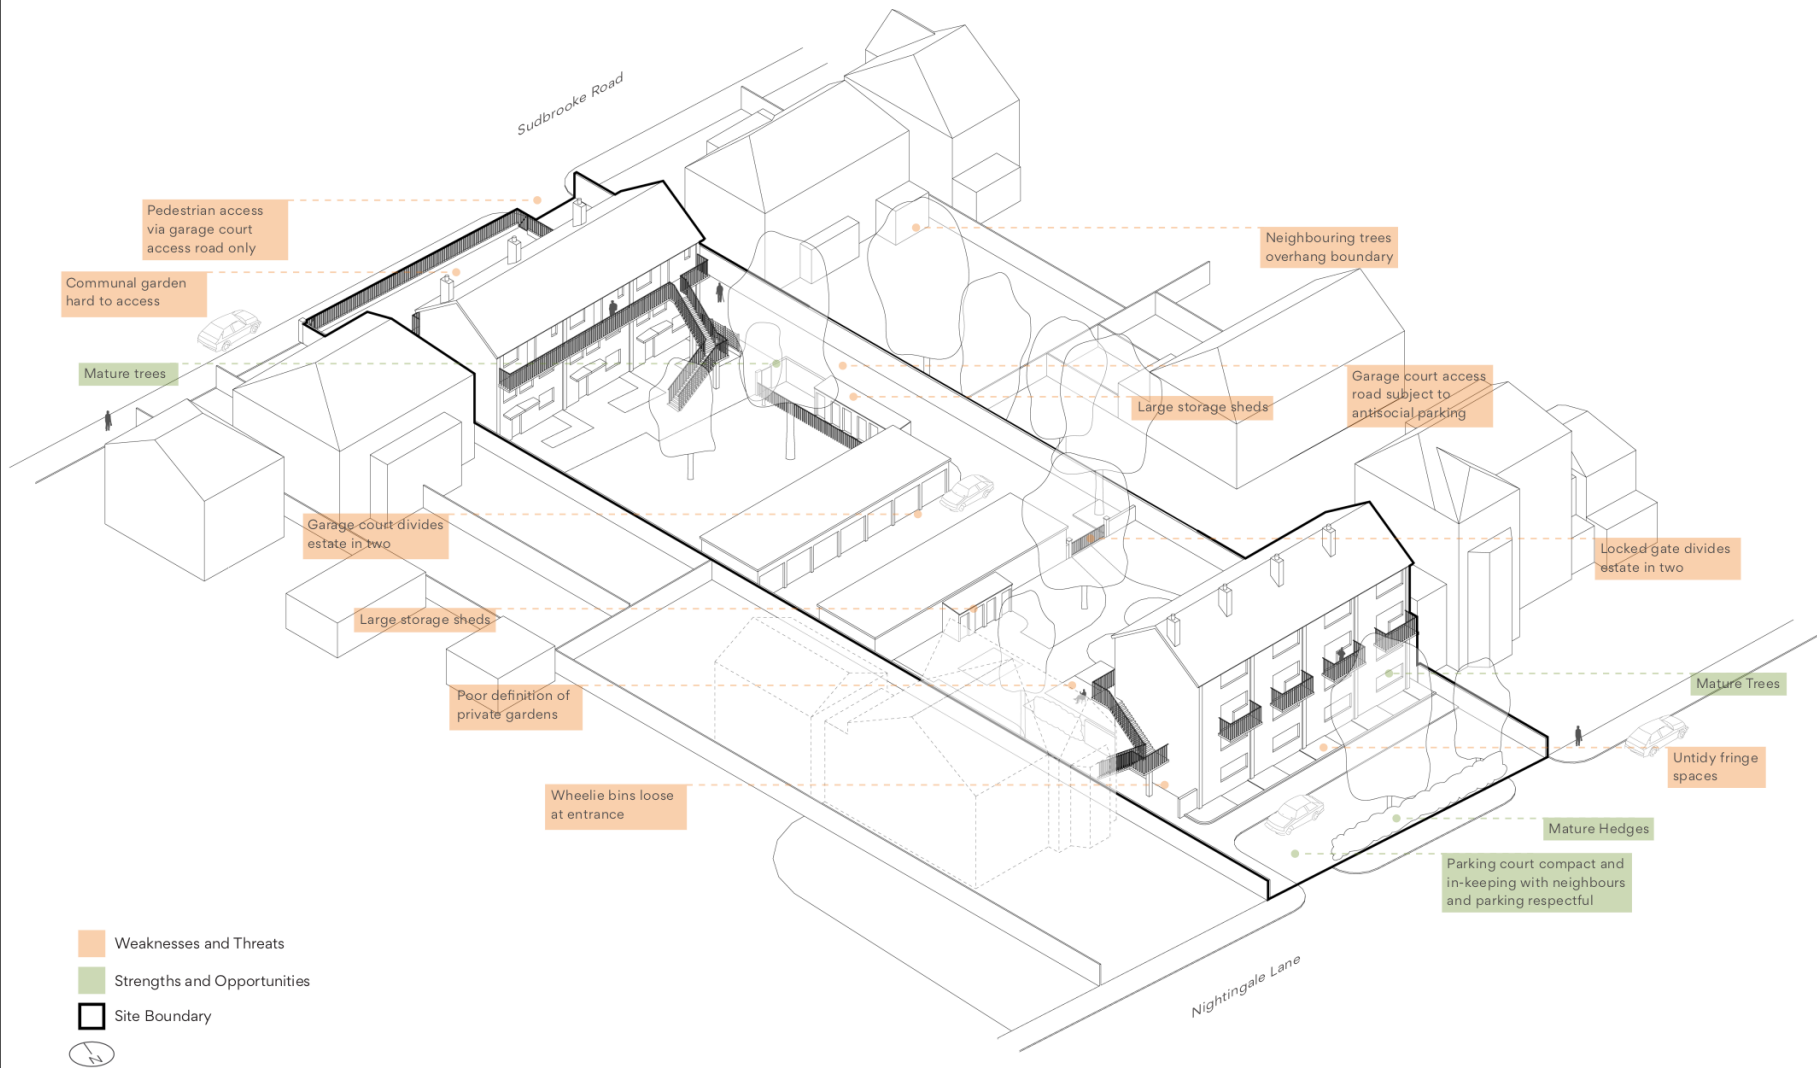 Sudbrooke Road
Pedestrian access
via garage court
access road only
Neighbouring trees
overhang boundary
Communal garden
hard to access
Mature trees
Garage court access
road subject to
antisocial parking
Large storage sheds
Garage court divides
estate in two
Locked gate divides
estate in two
Large storage sheds
Mature Trees
Poor definition of
private gardens
Untidy fringe
spaces
Wheelie bins loose
at entrance
Mature Hedges
Parking court compact and
in-keeping with neighbours
and parking respectful
Nightingale Lane
Weaknesses and Threats
Strengths and Opportunities
Site Boundary
N